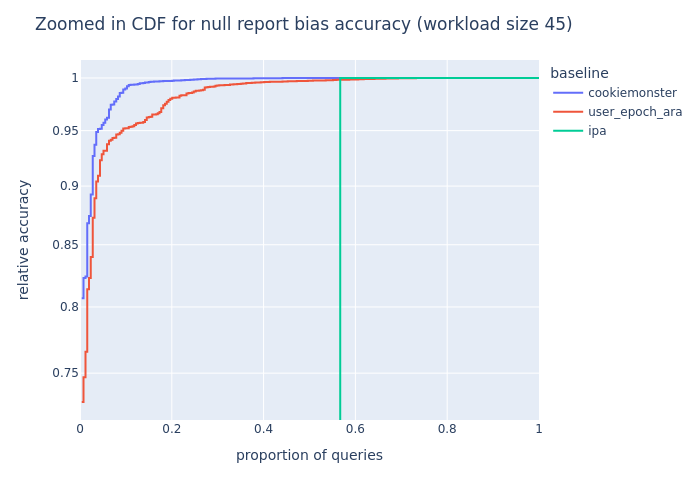 Zoomed in CDF for null report bias accuracy (workload size 45)
baseline
cookiemonster
user_epoch_ara
ipa
relative accuracy
1
0.95
0.9
0.85
0.8
0.75
0
0.2
0.4
0.6
0.8
1
proportion of queries